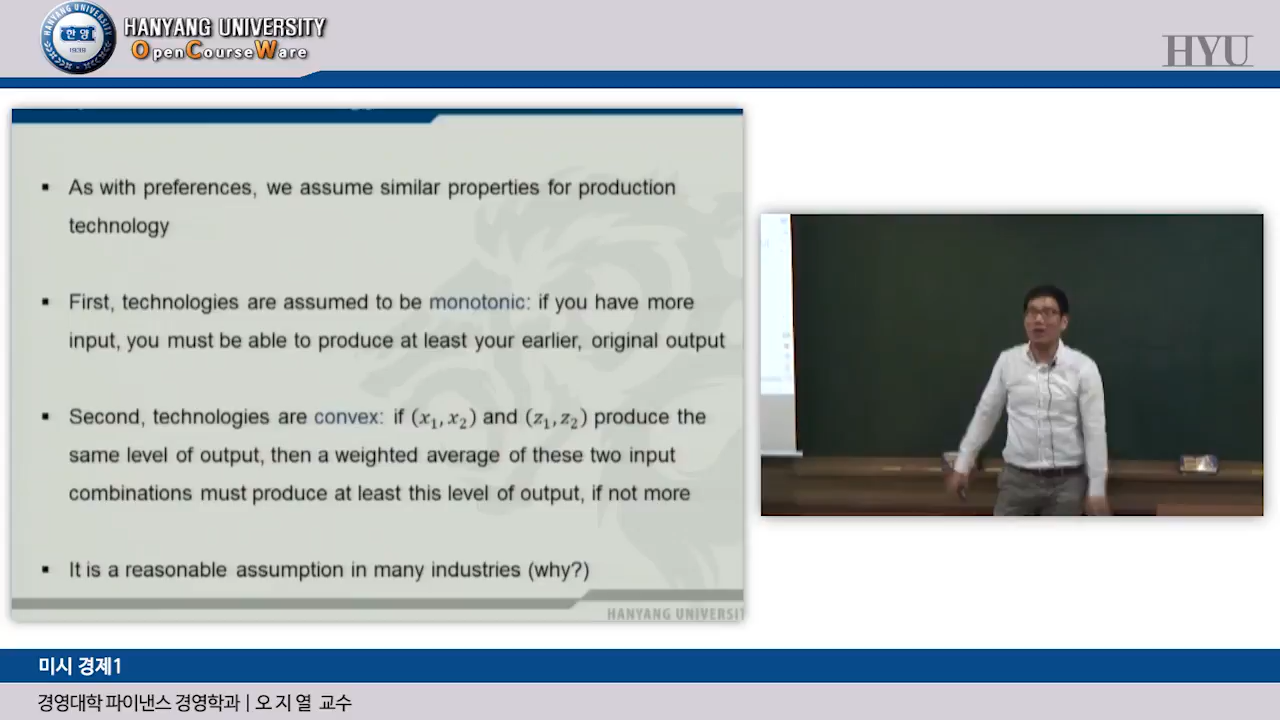 HANYANG UNIVERSITY
OpenCourseWare
HYU
HANYANG UNIVERSITY
한양
1939
▪ As with preferences, we assume similar properties for production
technology
▪ First, technologies are assumed to be monotonic: if you have more
input, you must be able to produce at least your earlier, original output
▪ Second, technologies are convex: if (x₁, x₂) and (z₁, z₂) produce the
same level of output, then a weighted average of these two input
combinations must produce at least this level of output, if not more
▪ It is a reasonable assumption in many industries (why?)
HANYANG UNIVERSIT
미시 경제1
경영대학 파이낸스 경영학과 | 오 지 열 교수